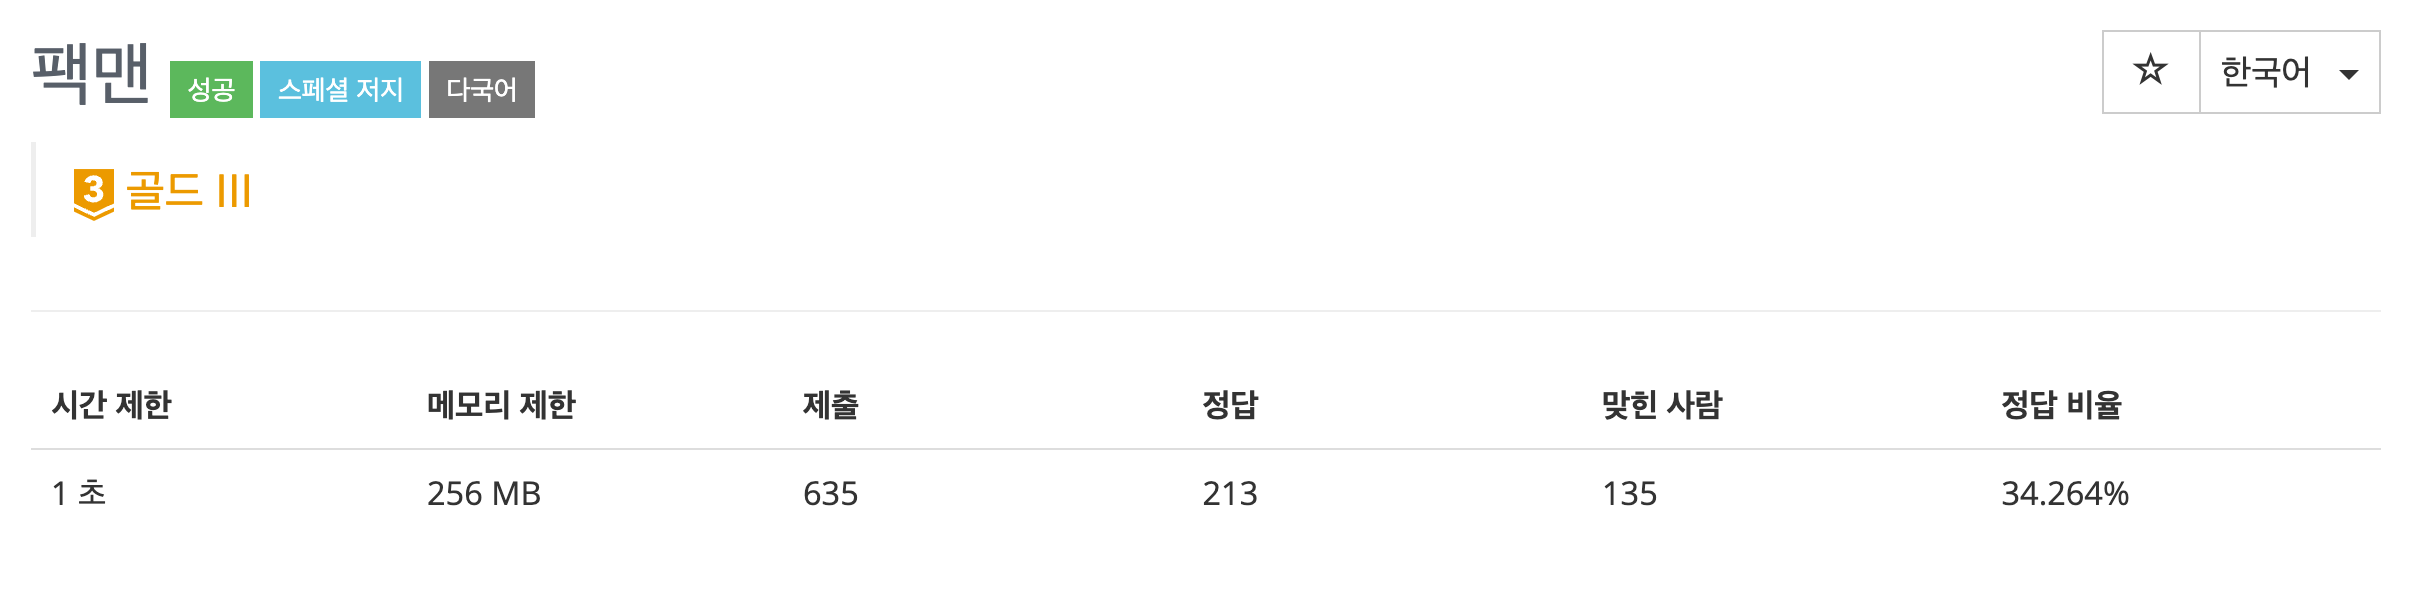 팩맨 성공 스페셜 저지 다국어 ☆ 한국어
3 골드 III
시간 제한 메모리 제한 제출 정답 맞힌 사람 정답 비율
1 초 256 MB 635 213 135 34.264%